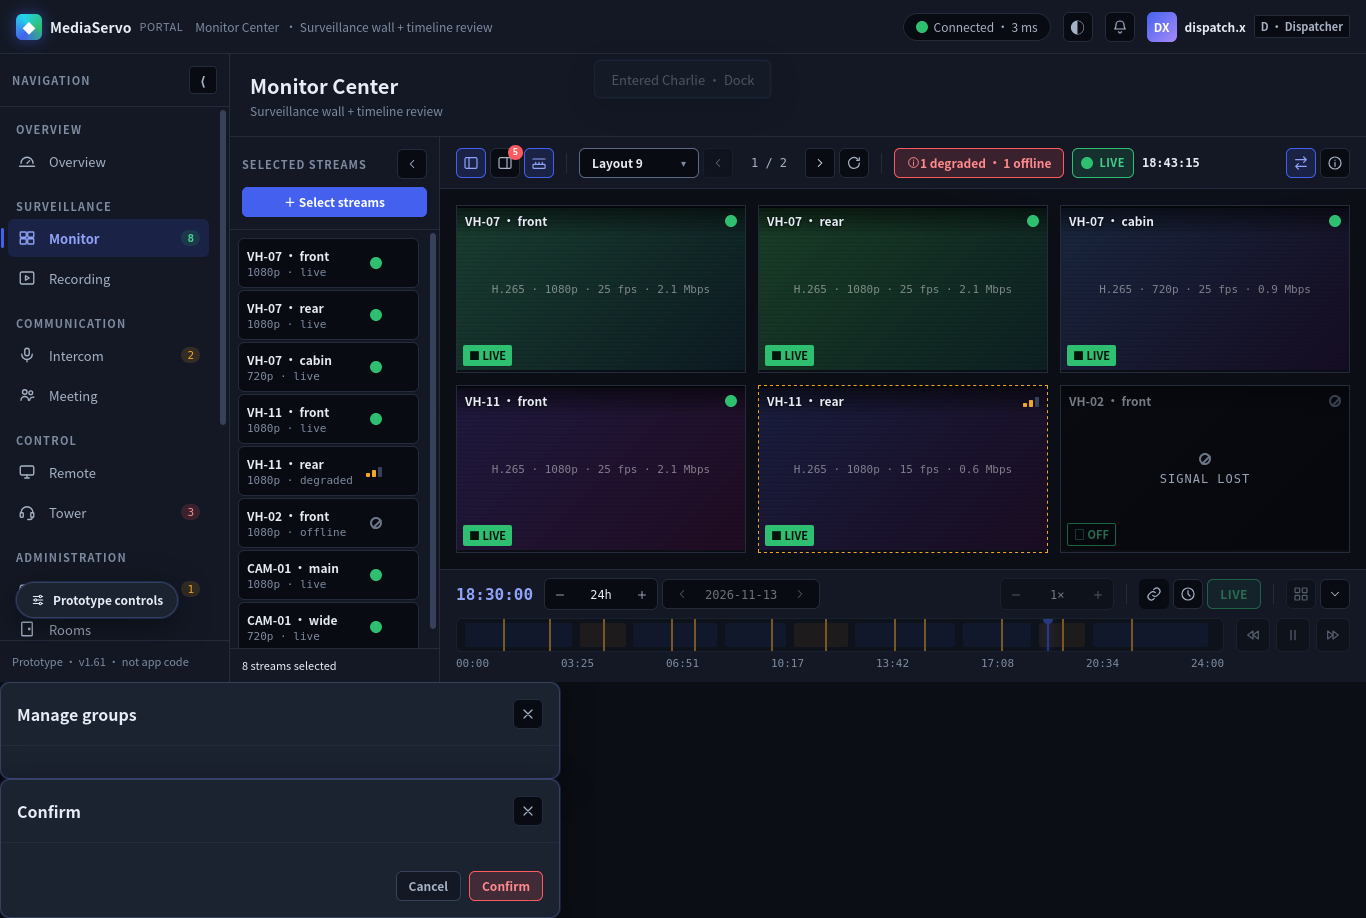 MediaServo PORTAL Monitor Center • Surveillance wall + timeline review
Connected • 3 ms
DX dispatch.x D • Dispatcher
NAVIGATION
OVERVIEW
Overview
SURVEILLANCE
Monitor 8
Recording
COMMUNICATION
Intercom 2
Meeting
CONTROL
Remote
Tower 3
ADMINISTRATION
1
Prototype controls
Rooms
Prototype • v1.61 • not app code
Monitor Center
Surveillance wall + timeline review
Entered Charlie • Dock
SELECTED STREAMS
+ Select streams
VH-07 • front
1080p · live
VH-07 • rear
1080p · live
VH-07 • cabin
720p · live
VH-11 • front
1080p · live
VH-11 • rear
1080p · degraded
VH-02 • front
1080p · offline
CAM-01 • main
1080p · live
CAM-01 • wide
720p · live
8 streams selected
5
Layout 9
1 / 2
1 degraded • 1 offline
LIVE
18:43:15
VH-07 • front
H.265 · 1080p · 25 fps · 2.1 Mbps
LIVE
VH-07 • rear
H.265 · 1080p · 25 fps · 2.1 Mbps
LIVE
VH-07 • cabin
H.265 · 720p · 25 fps · 0.9 Mbps
LIVE
VH-11 • front
H.265 · 1080p · 25 fps · 2.1 Mbps
LIVE
VH-11 • rear
H.265 · 1080p · 15 fps · 0.6 Mbps
LIVE
VH-02 • front
SIGNAL LOST
OFF
18:30:00
− 24h +
2026-11-13
− 1× +
LIVE
00:00 03:25 06:51 10:17 13:42 17:08 20:34 24:00
Manage groups
Confirm
Cancel
Confirm